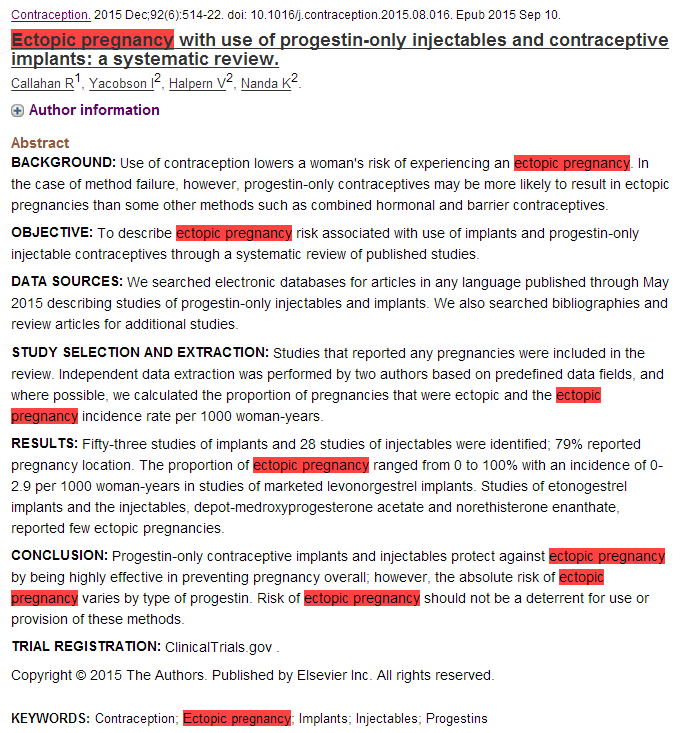 Contraception. 2015 Dec;92(6):514-22. doi: 10.1016/j.contraception.2015.08.016. Epub 2015 Sep 10.
Ectopic pregnancy with use of progestin-only injectables and contraceptive
implants: a systematic review.
Callahan R1, Yacobson I2, Halpern V2, Nanda K2.
Author information
Abstract
BACKGROUND: Use of contraception lowers a woman's risk of experiencing an ectopic pregnancy. In
the case of method failure, however, progestin-only contraceptives may be more likely to result in ectopic
pregnancies than some other methods such as combined hormonal and barrier contraceptives.
OBJECTIVE: To describe ectopic pregnancy risk associated with use of implants and progestin-only
injectable contraceptives through a systematic review of published studies.
DATA SOURCES: We searched electronic databases for articles in any language published through May
2015 describing studies of progestin-only injectables and implants. We also searched bibliographies and
review articles for additional studies.
STUDY SELECTION AND EXTRACTION: Studies that reported any pregnancies were included in the
review. Independent data extraction was performed by two authors based on predefined data fields, and
where possible, we calculated the proportion of pregnancies that were ectopic and the ectopic
pregnancy incidence rate per 1000 woman-years.
RESULTS: Fifty-three studies of implants and 28 studies of injectables were identified; 79% reported
pregnancy location. The proportion of ectopic pregnancy ranged from 0 to 100% with an incidence of 0-
2.9 per 1000 woman-years in studies of marketed levonorgestrel implants. Studies of etonogestrel
implants and the injectables, depot-medroxyprogesterone acetate and norethisterone enanthate,
reported few ectopic pregnancies.
CONCLUSION: Progestin-only contraceptive implants and injectables protect against ectopic pregnancy
by being highly effective in preventing pregnancy overall; however, the absolute risk of ectopic
pregnancy varies by type of progestin. Risk of ectopic pregnancy should not be a deterrent for use or
provision of these methods.
TRIAL REGISTRATION: ClinicalTrials.gov .
Copyright © 2015 The Authors. Published by Elsevier Inc. All rights reserved.
KEYWORDS: Contraception; Ectopic pregnancy; Implants; Injectables; Progestins